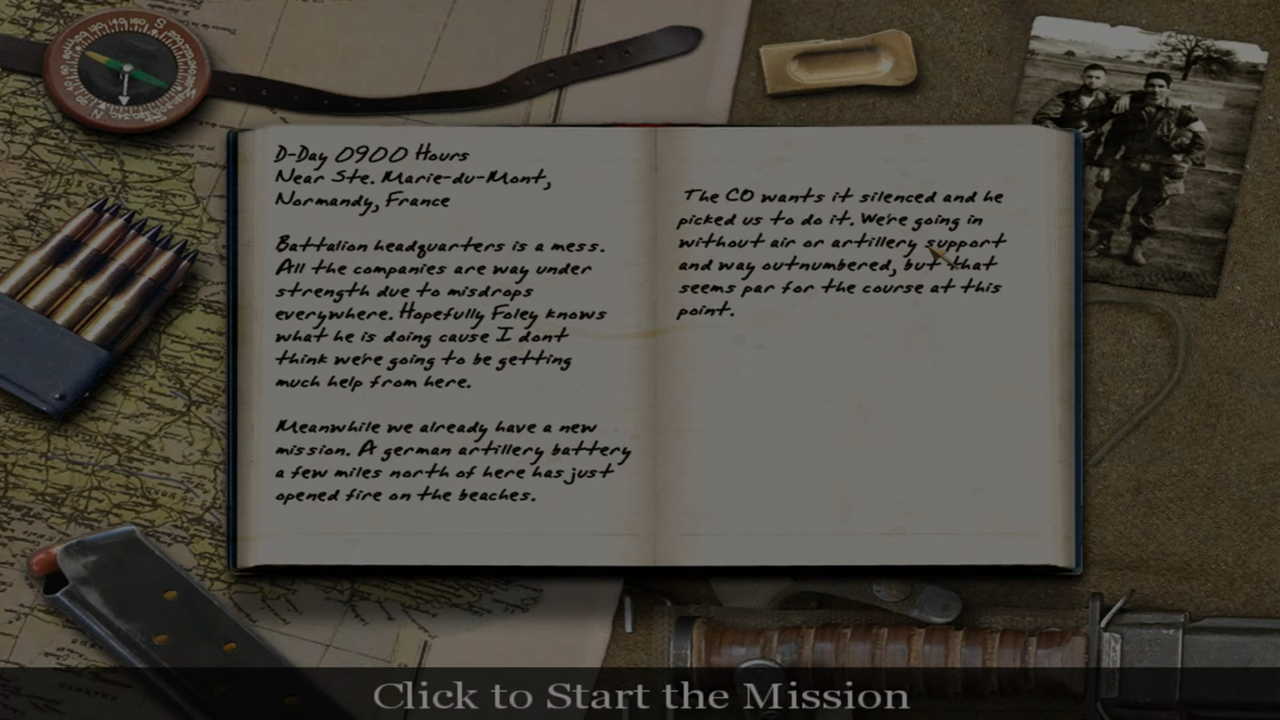 D-Day 0900 Hours
Near Ste. Marie-du-Mont,
Normandy, France
Battalion headquarters is a mess.
All the companies are way under
strength due to misdrops
everywhere. Hopefully Foley knows
what he is doing cause I dont
think we're going to be getting
much help from here.
Meanwhile we already have a new
mission. A german artillery battery
a few miles north of here has just
opened fire on the beaches.
The CO wants it silenced and he
picked us to do it. We're going in
without air or artillery support
and way outnumbered, but that
seems par for the course at this
point.
Click to Start the Mission